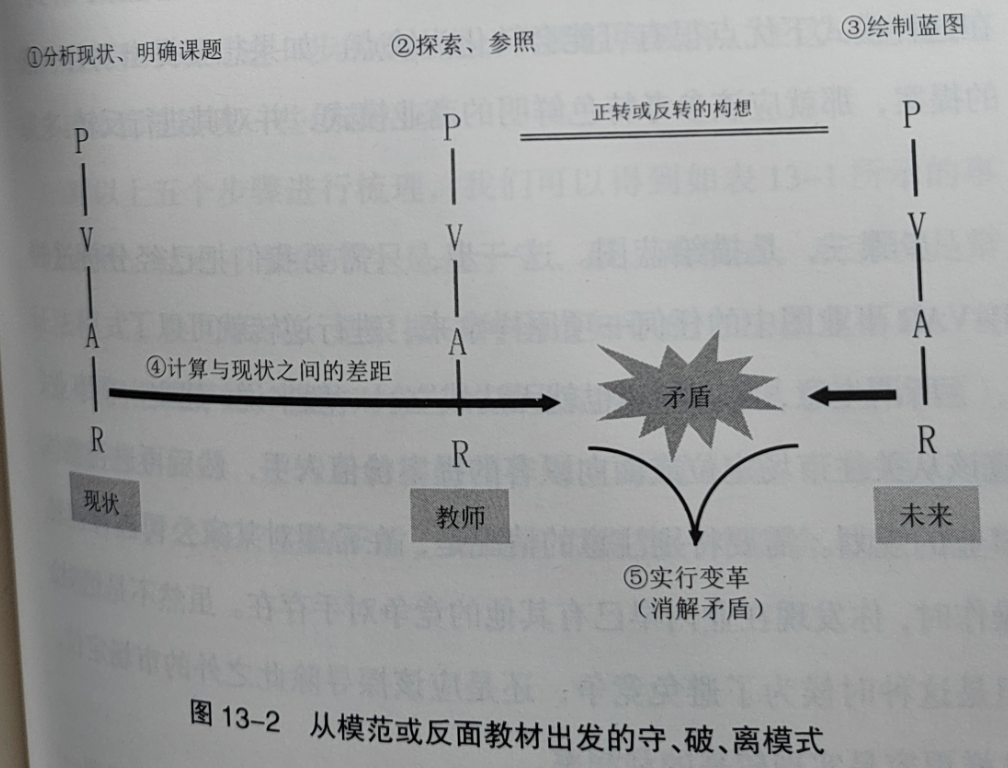 ①分析现状、明确课题
②探索、参照
③绘制蓝图
P
P
正转或反转的构想
P
V
V
V
A
A
A
④计算与现状之间的差距
矛盾
R
R
R
现状
教师
未来
⑤实行变革
（消解矛盾）
图 13-2 从模范或反面教材出发的守、破、离模式